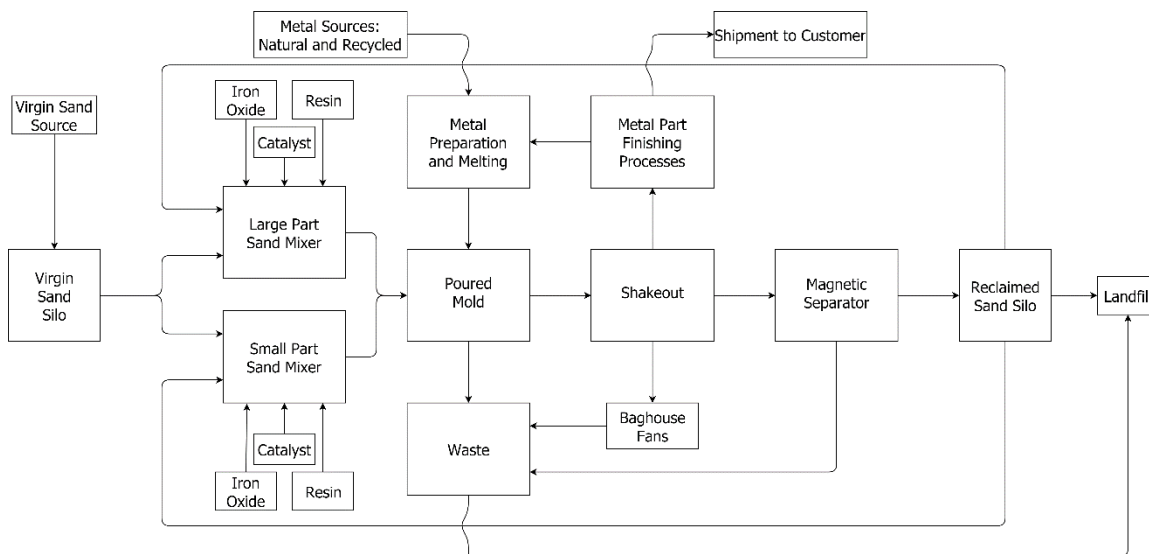 Metal Sources:
Natural and Recycled
Shipment to Customer
Virgin Sand
Source
Iron
Oxide
Resin
Catalyst
Metal
Preparation
and Melting
Metal Part
Finishing
Processes
Large Part
Sand Mixer
Virgin
Sand
Silo
Poured
Mold
Shakeout
Magnetic
Separator
Reclaimed
Sand Silo
Landfill
Small Part
Sand Mixer
Catalyst
Iron
Oxide
Resin
Waste
Baghouse
Fans